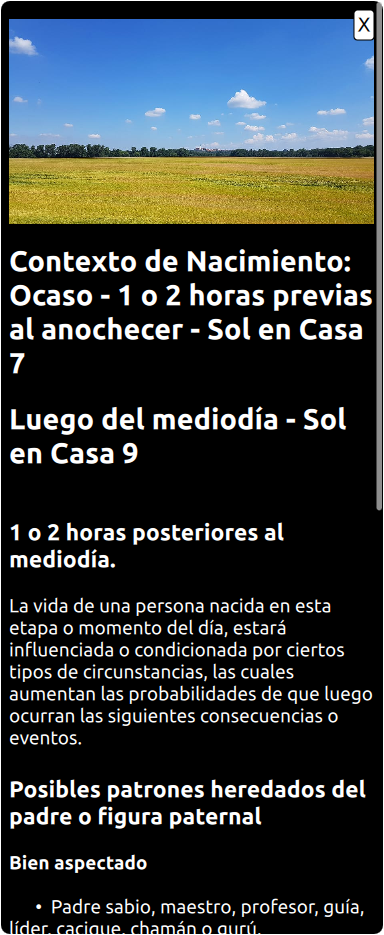 X
Contexto de Nacimiento:
Ocaso - 1 o 2 horas previas
al anochecer - Sol en Casa
7
Luego del mediodía - Sol
en Casa 9
1 o 2 horas posteriores al
mediodía.
La vida de una persona nacida en esta
etapa o momento del día, estará
influenciada o condicionada por ciertos
tipos de circunstancias, las cuales
aumentan las probabilidades de que luego
ocurran las siguientes consecuencias o
eventos.
Posibles patrones heredados del
padre o figura paternal
Bien aspectado
• Padre sabio, maestro, profesor, guía,
líder, cacique, chamán o gurú.